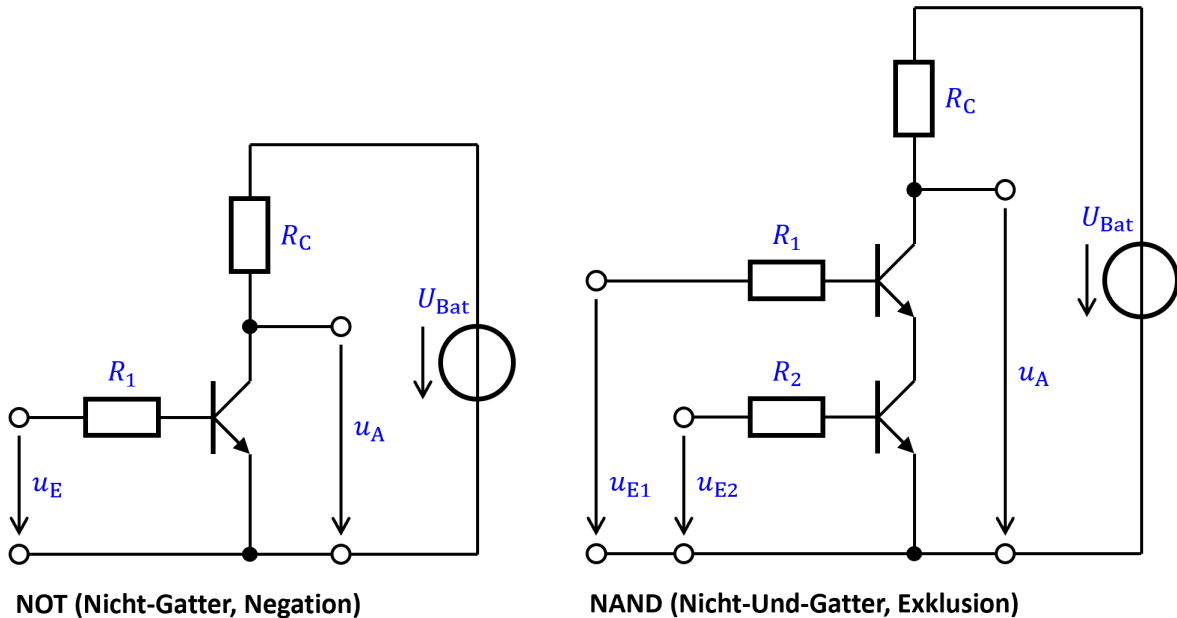 R_C
U_Bat
R_1
u_E
u_A
NOT (Nicht-Gatter, Negation)
R_C
U_Bat
R_1
R_2
u_A
u_E1
u_E2
NAND (Nicht-Und-Gatter, Exklusion)